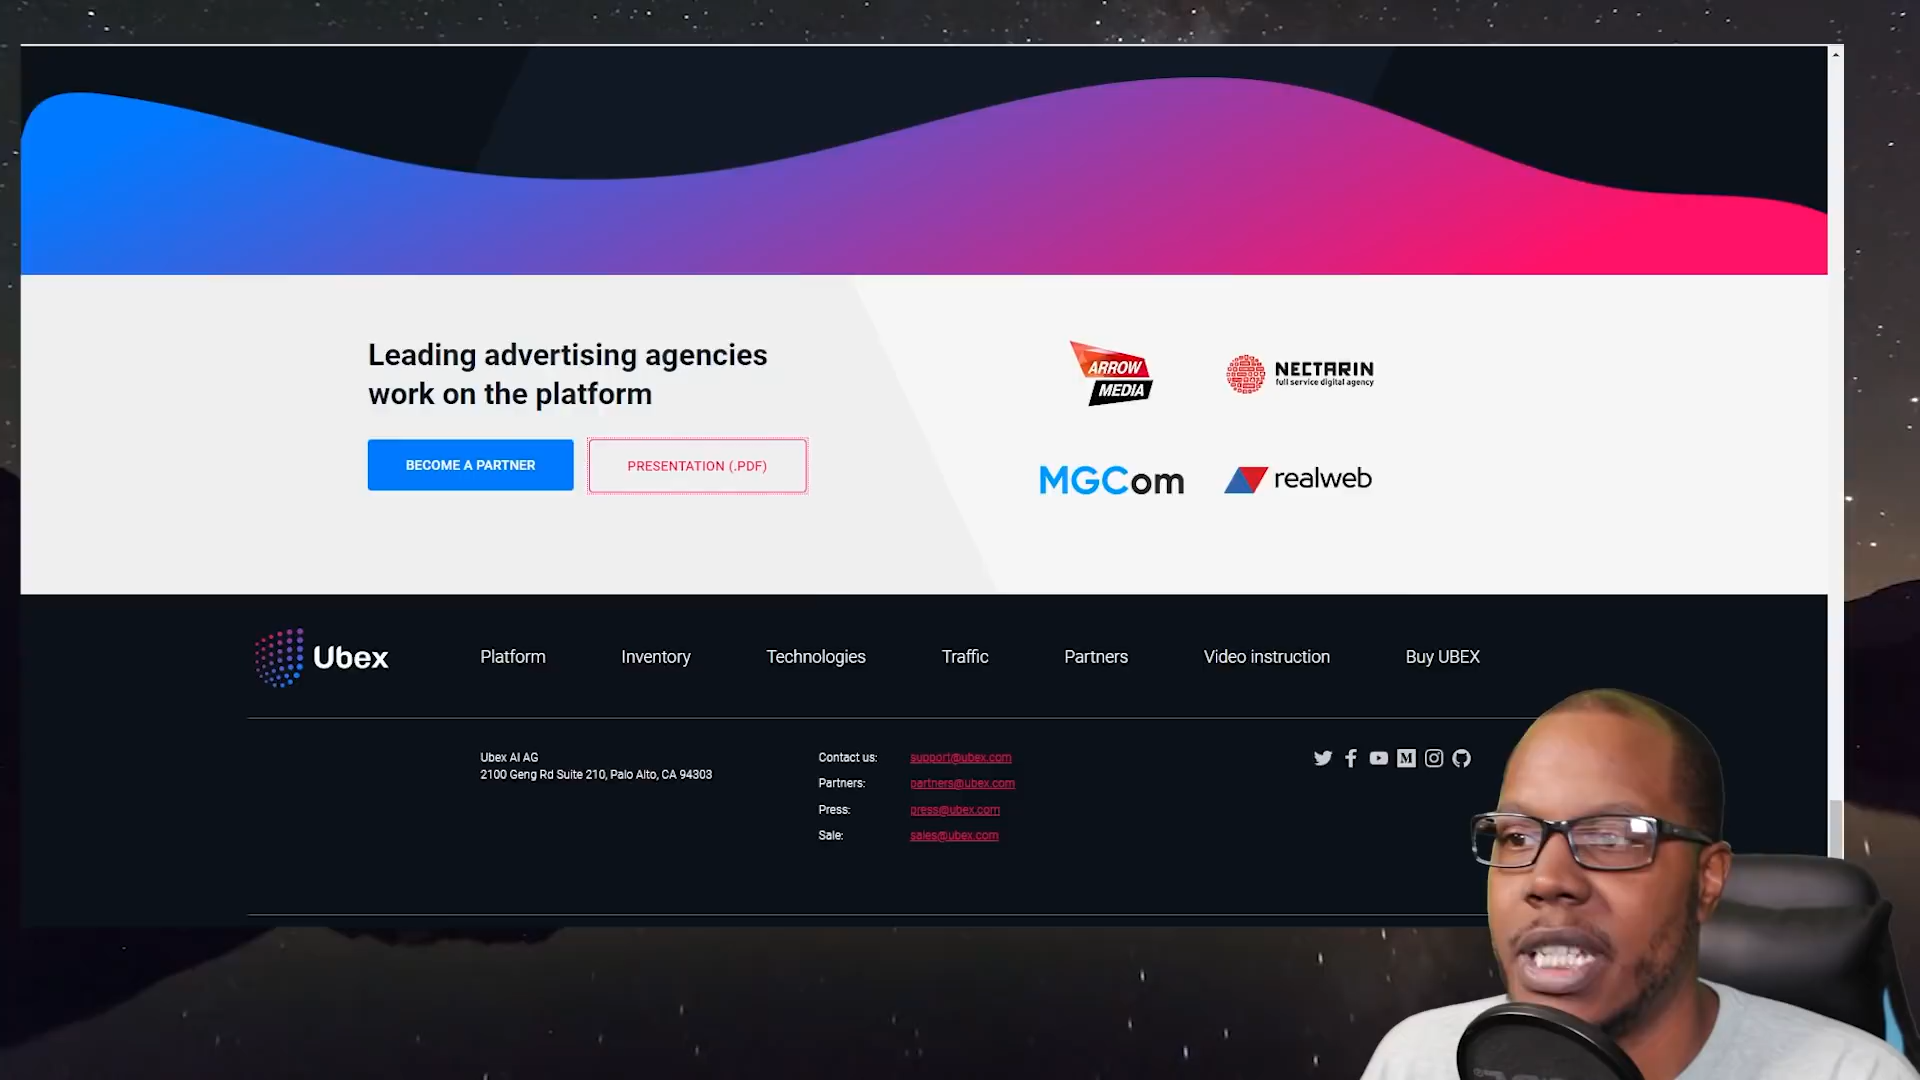 Leading advertising agencies
work on the platform
BECOME A PARTNER
PRESENTATION (.PDF)
ARROW
MEDIA
NECTARIN
full service digital agency
MGCom
realweb
Ubex
Platform
Inventory
Technologies
Traffic
Partners
Video instruction
Buy UBEX
Ubex AI AG
2100 Geng Rd Suite 210, Palo Alto, CA 94303
Contact us: support@ubex.com
Partners: partners@ubex.com
Press: press@ubex.com
Sale: sales@ubex.com